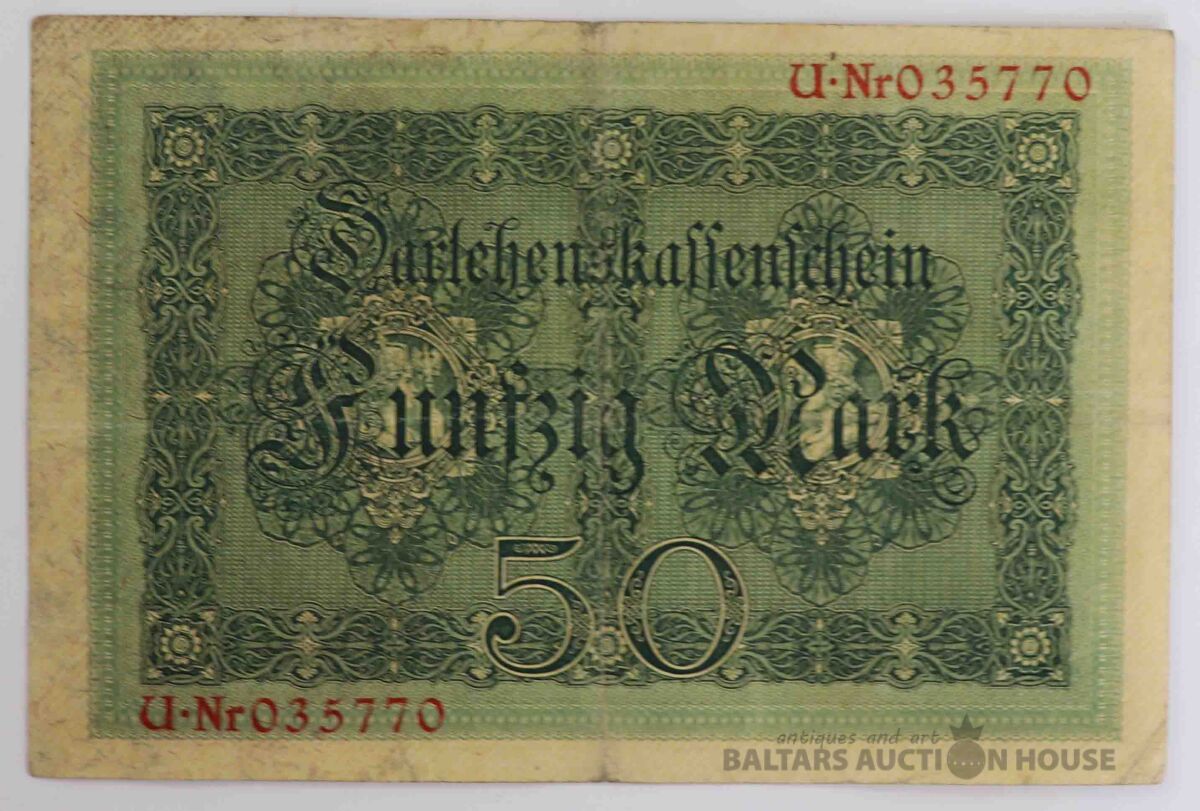 U·Nr035770
Darlehenskassenschein
Fünfzig Mark
50
U·Nr035770
antiques and art
BALTARS AUCTION HOUSE